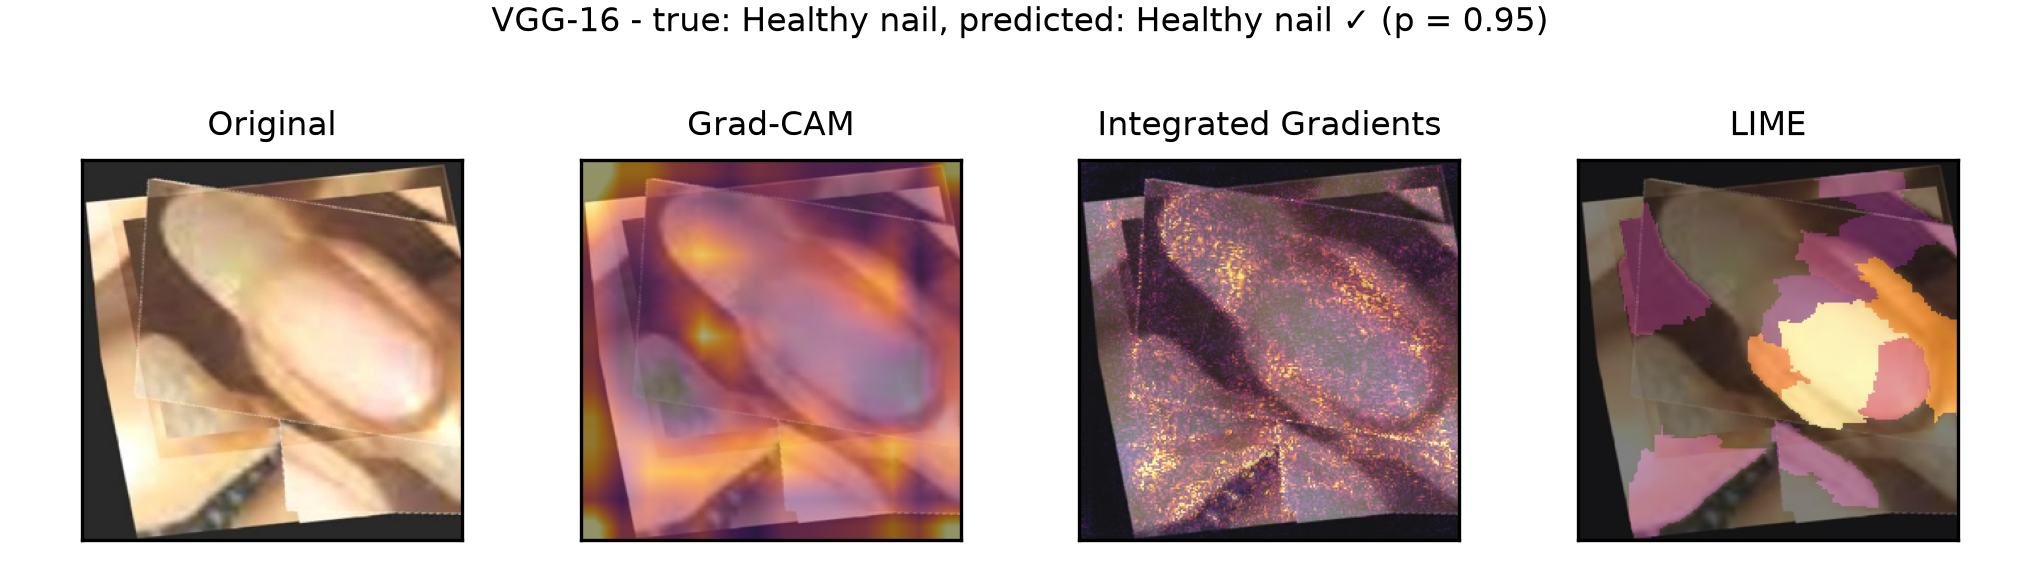 VGG-16 - true: Healthy nail, predicted: Healthy nail ✓ (p = 0.95)
Original
Grad-CAM
Integrated Gradients
LIME